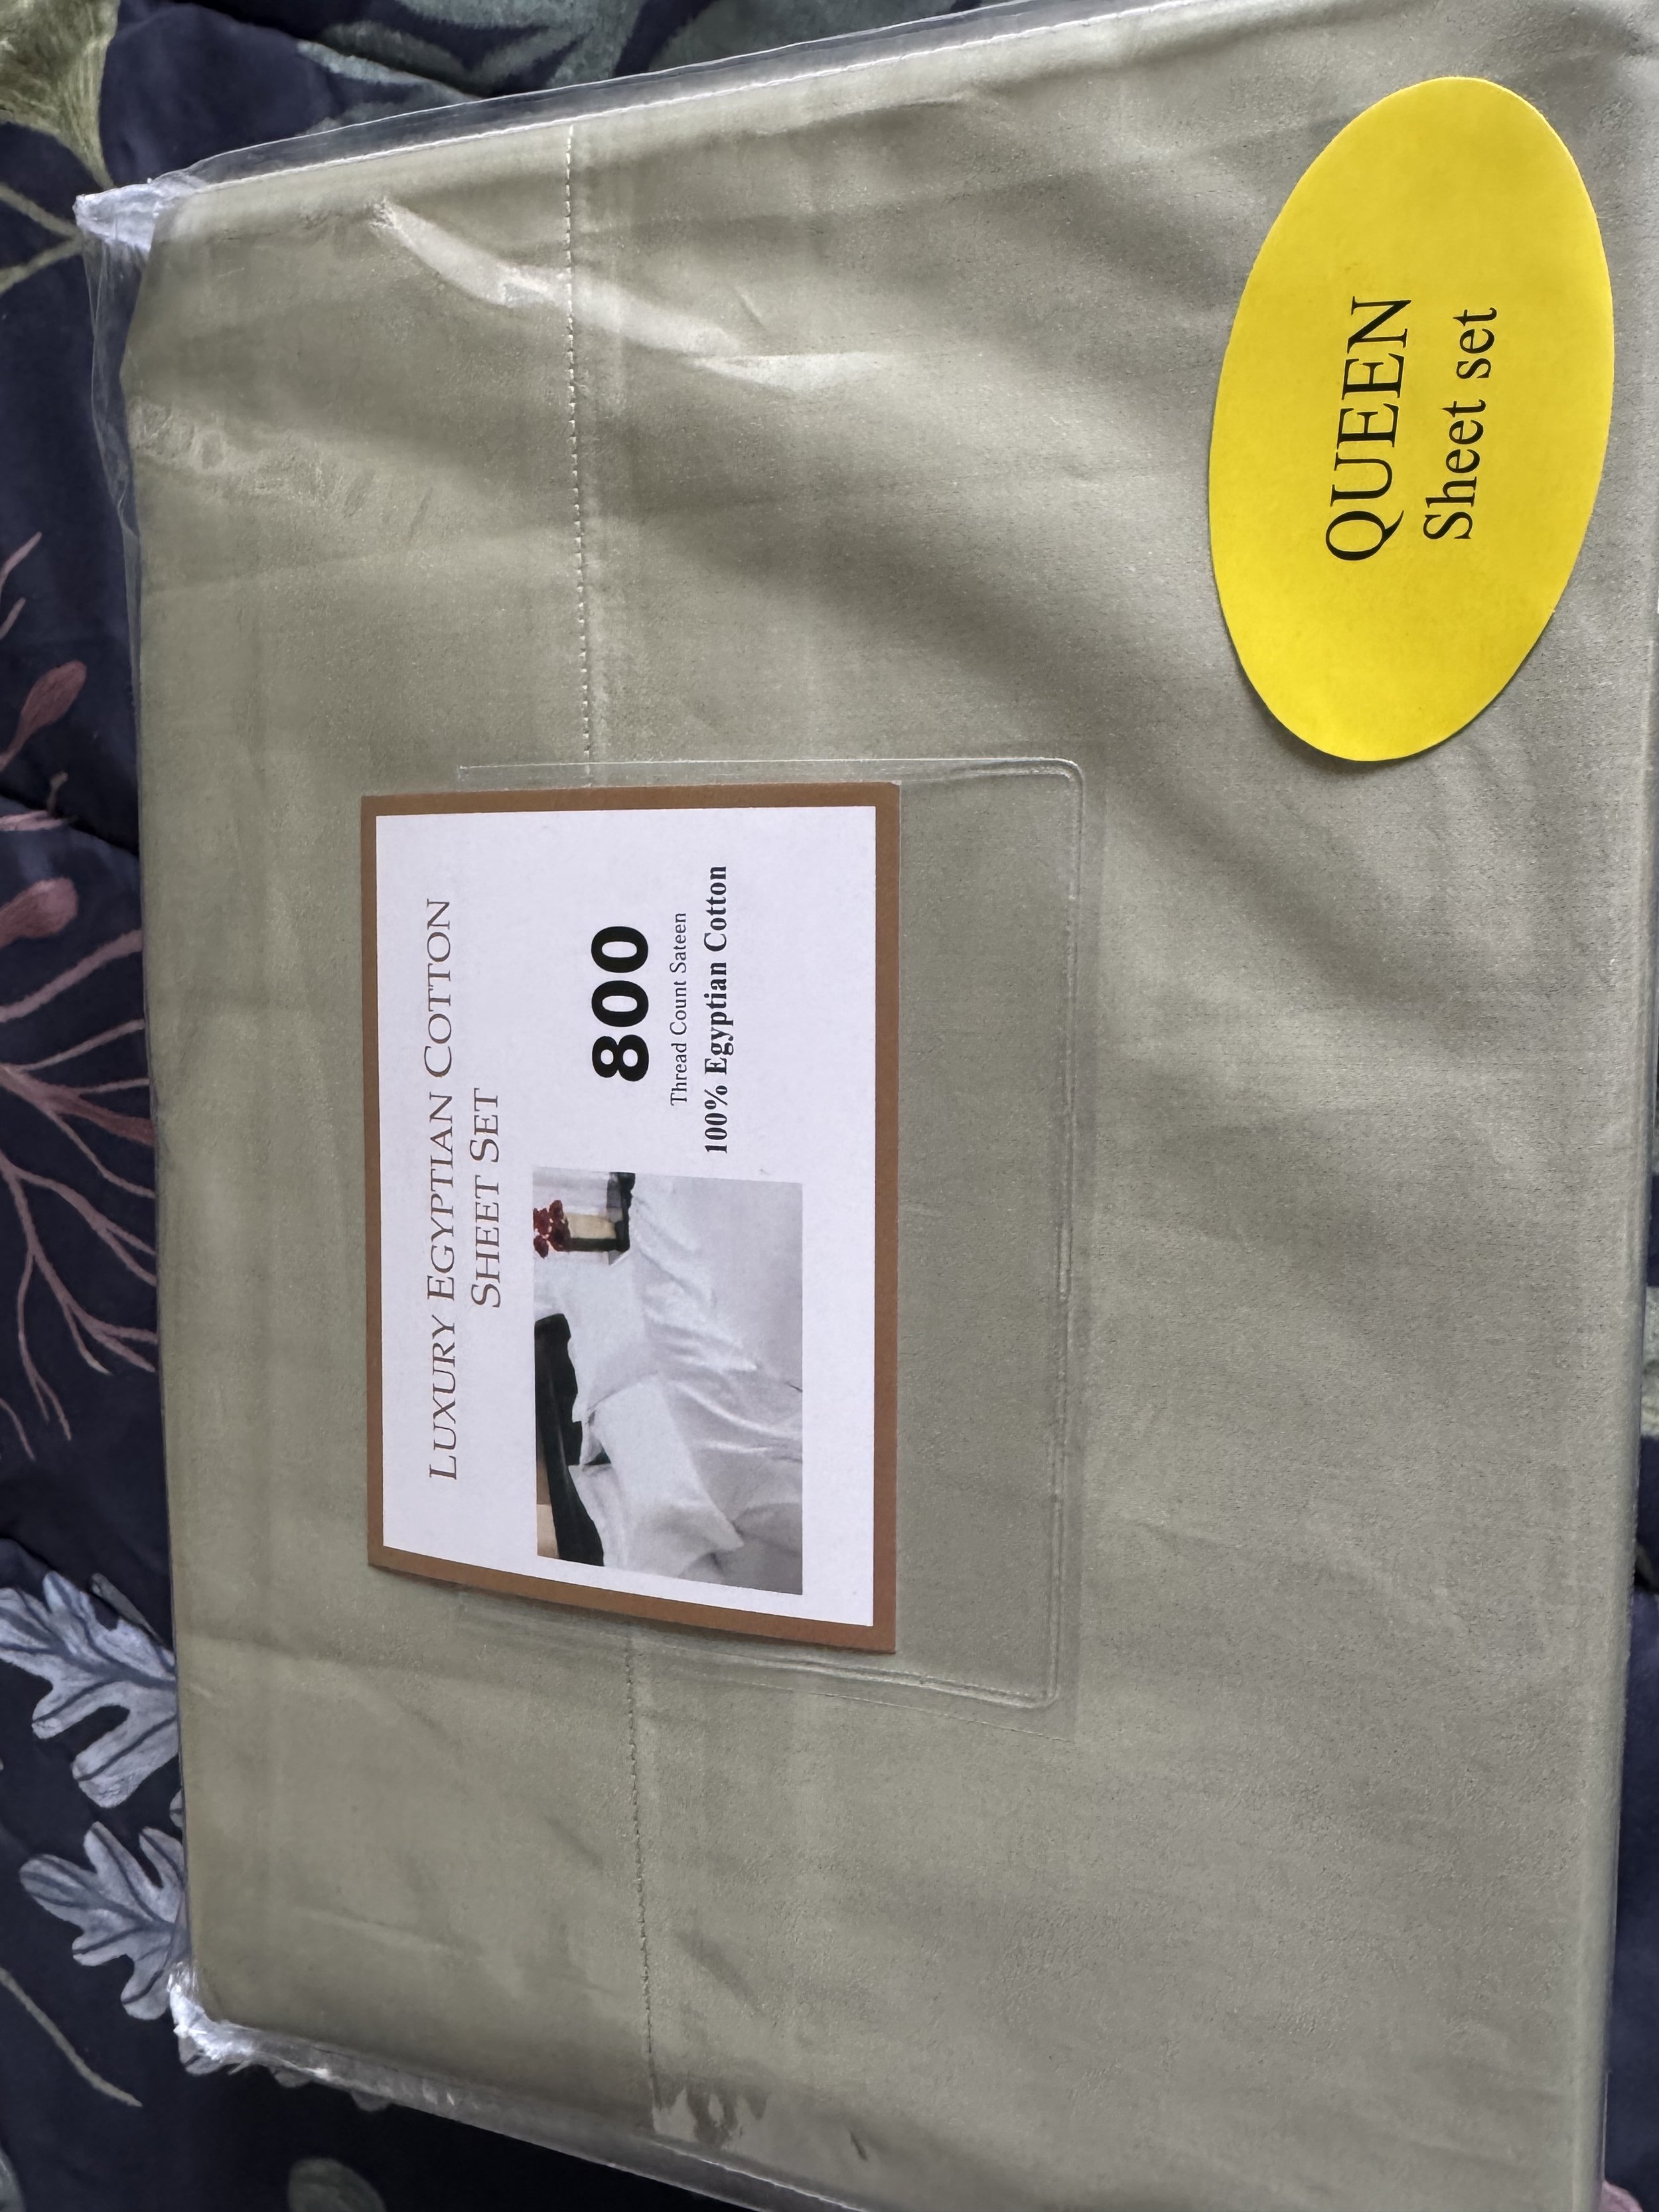 LUXURY EGYPTIAN COTTON
SHEET SET
800
Thread Count Sateen
100% Egyptian Cotton
QUEEN
Sheet set